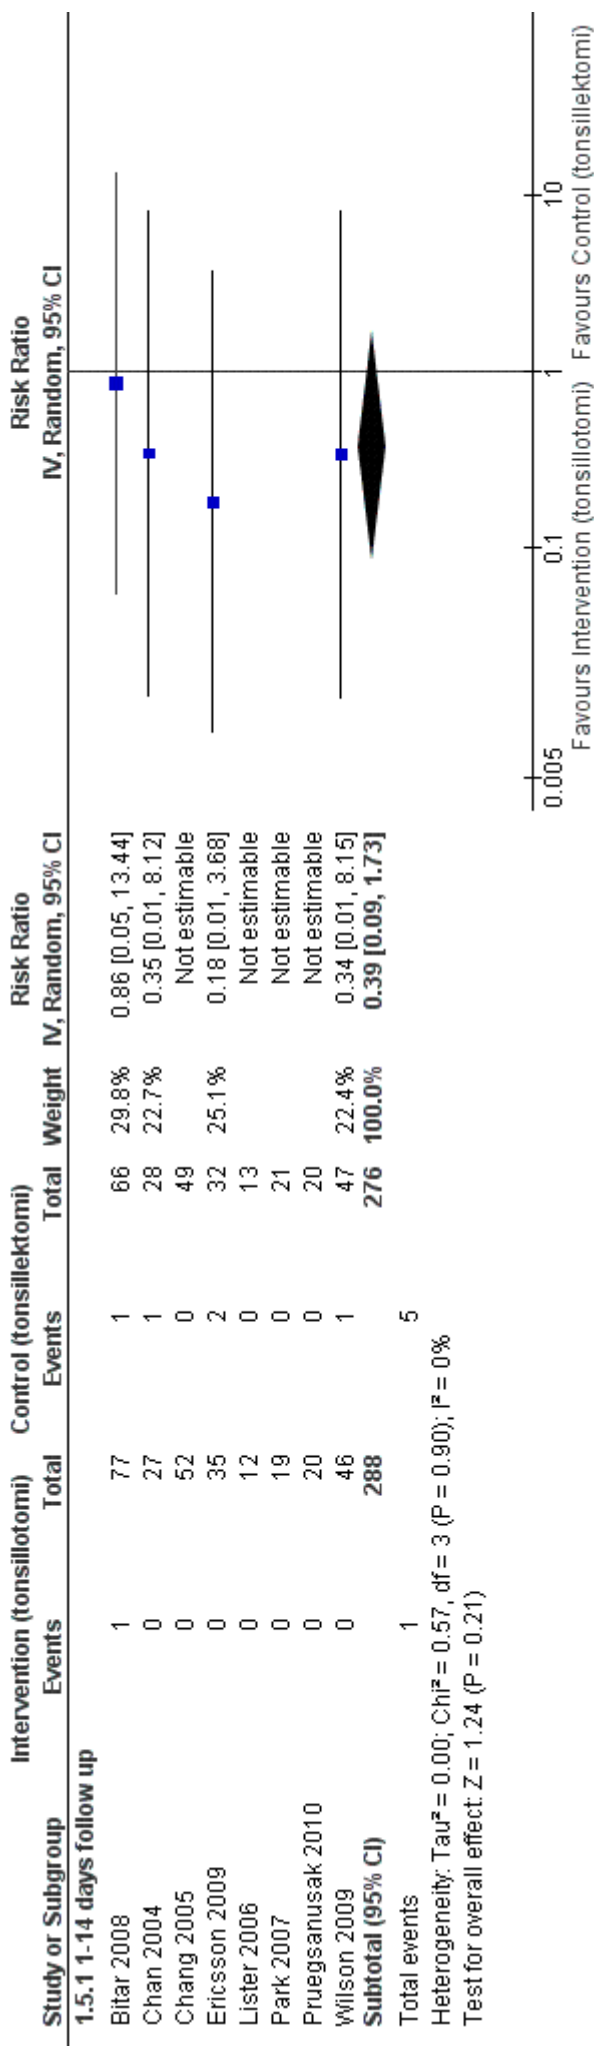 Intervention (tonsillotomi) Control (tonsillektomi) Risk Ratio Risk Ratio
Study or Subgroup Events Total Events Total Weight IV, Random, 95% CI IV, Random, 95% CI
1.5.1 1-14 days follow up
Bitar 2008 1 77 1 66 29.8% 0.86 [0.05, 13.44]
Chan 2004 0 27 1 28 22.7% 0.35 [0.01, 8.12]
Chang 2005 0 52 0 49 Not estimable
Ericsson 2009 0 35 2 32 25.1% 0.18 [0.01, 3.68]
Lister 2006 0 12 0 13 Not estimable
Park 2007 0 19 0 21 Not estimable
Pruegsanusak 2010 0 20 0 20 Not estimable
Wilson 2009 0 46 1 47 22.4% 0.34 [0.01, 8.15]
Subtotal (95% CI) 288 276 100.0% 0.39 [0.09, 1.73]
Total events 1 5
Heterogeneity: Tau² = 0.00; Chi² = 0.57, df = 3 (P = 0.90); I² = 0%
Test for overall effect: Z = 1.24 (P = 0.21)
0.005 0.1 1 10
Favours Intervention (tonsillotomi) Favours Control (tonsillektomi)